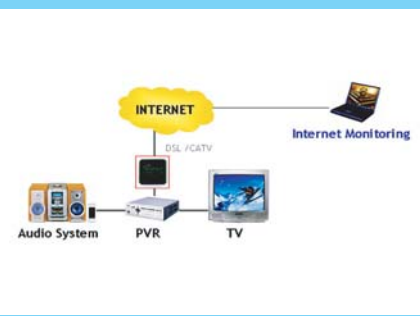 INTERNET
DSL /CATV
Internet Monitoring
Audio System
PVR
TV